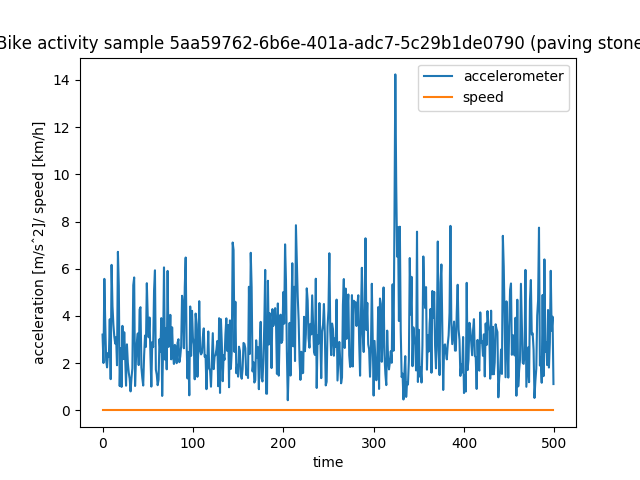 Bike activity sample 5aa59762-6b6e-401a-adc7-5c29b1de0790 (paving stone
accelerometer
speed
acceleration [m/s^2]/ speed [km/h]
14
12
10
8
6
4
2
0
0 100 200 300 400 500
time